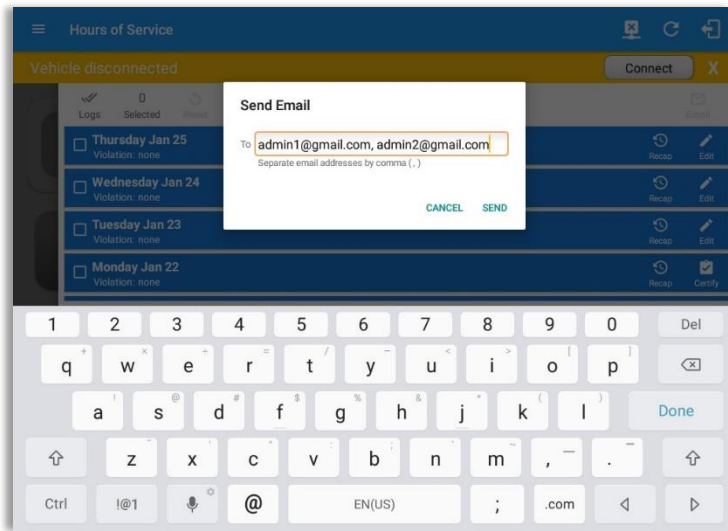 Hours of Service
Vehicle disconnected
Connect X
Logs
0
Selected
Email
Thursday Jan 25
Violation: none
Recap
Edit
Wednesday Jan 24
Violation: none
Recap
Edit
Tuesday Jan 23
Violation: none
Recap
Edit
Monday Jan 22
Violation: none
Recap
Certify
Send Email
To admin1@gmail.com, admin2@gmail.com
Separate email addresses by comma ( , )
CANCEL SEND
1 2 3 4 5 6 7 8 9 0 Del
q w e r t y u i o p
a s d f g h j k l Done
z x c v b n m , .
Ctrl !@1 @ EN(US) ; .com